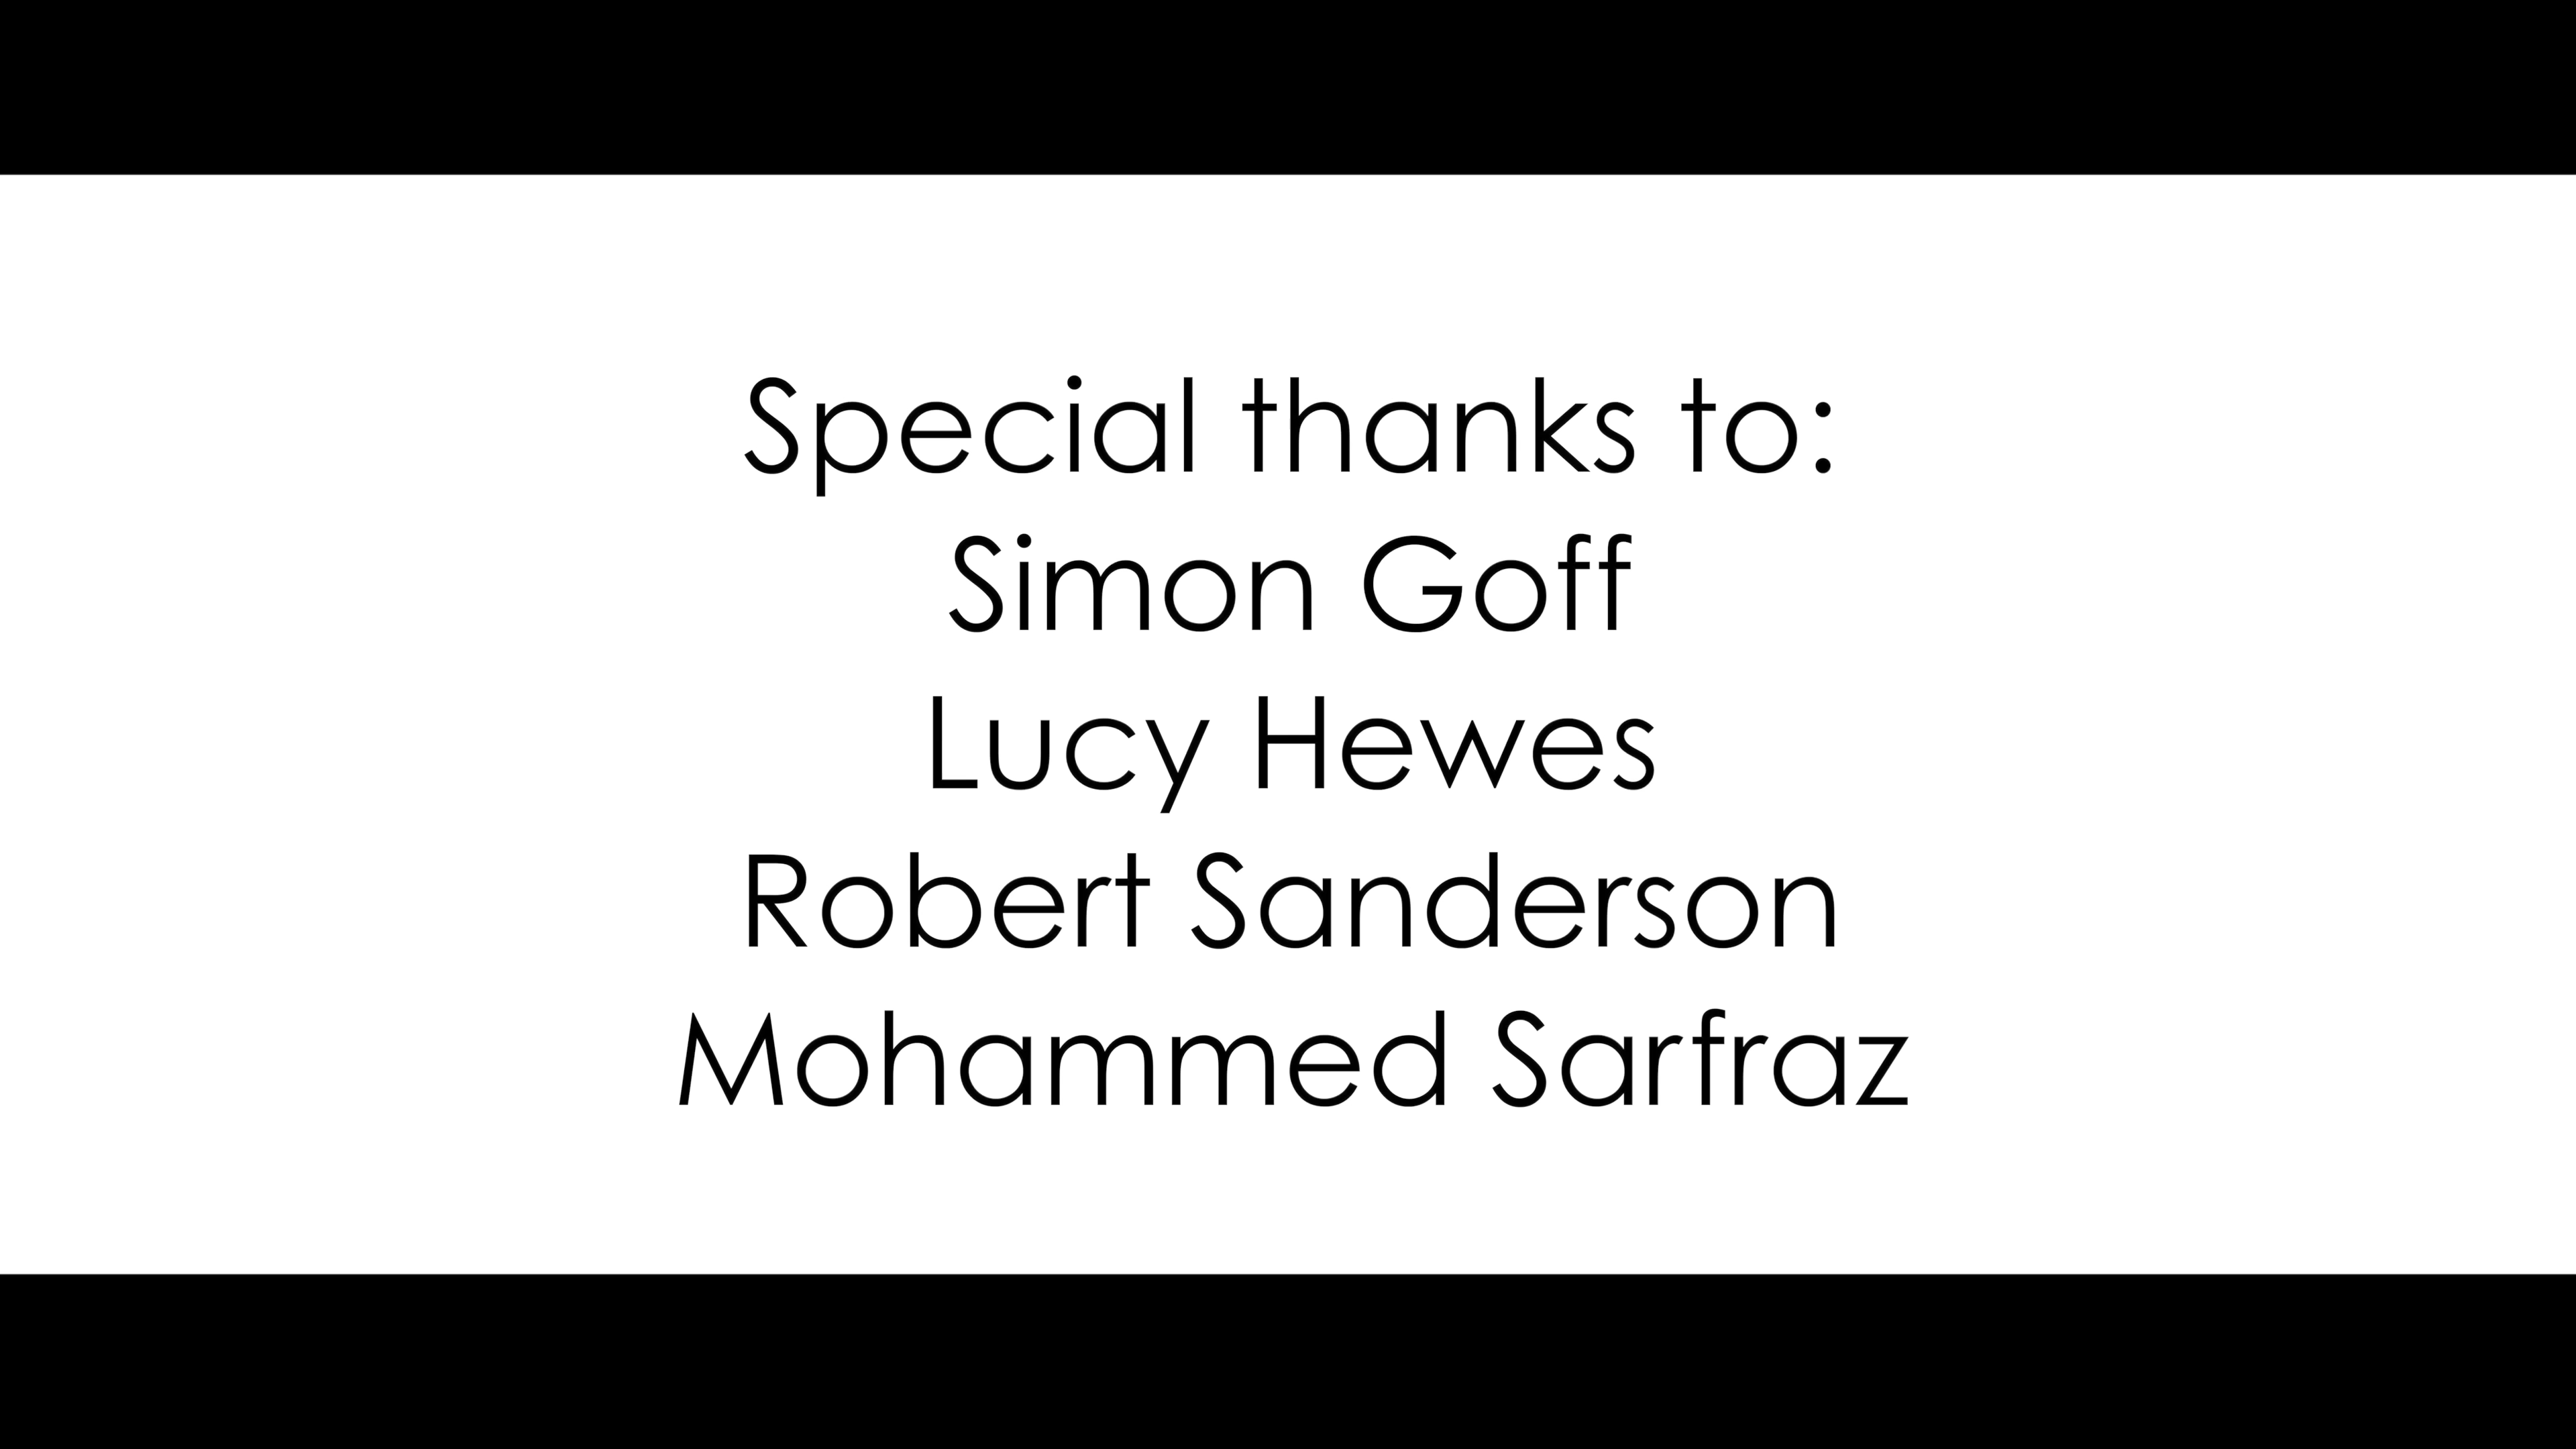 Special thanks to:
Simon Goff
Lucy Hewes
Robert Sanderson
Mohammed Sarfraz